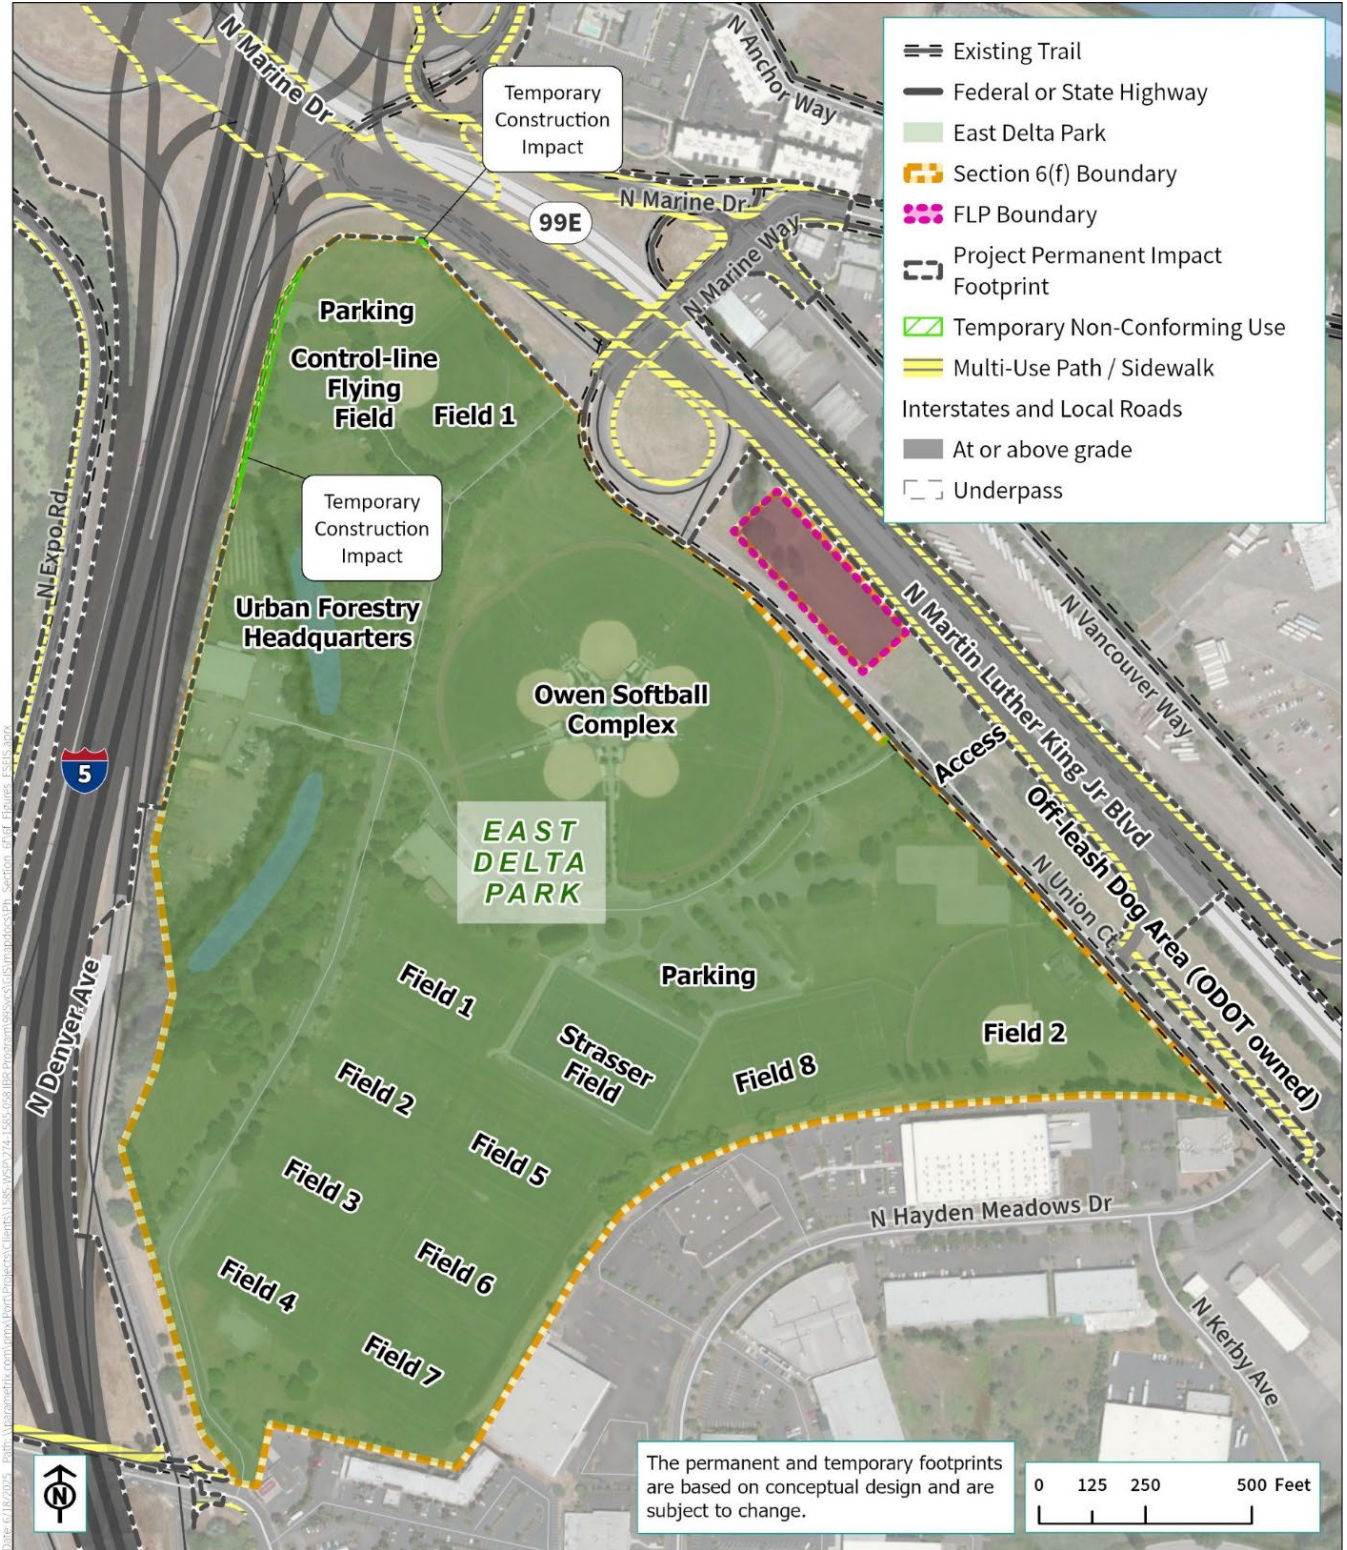 N Marine Dr
N Anchor Way
Temporary
Construction
Impact
N Marine Dr
99E
N Marine Way
Existing Trail
Federal or State Highway
East Delta Park
Section 6(f) Boundary
FLP Boundary
Project Permanent Impact
Footprint
Temporary Non-Conforming Use
Multi-Use Path / Sidewalk
Interstates and Local Roads
At or above grade
Underpass
Parking
Control-line
Flying
Field
Field 1
Temporary
Construction
Impact
N Expo Rd
Urban Forestry
Headquarters
Owen Softball
Complex
N Martin Luther King Jr Blvd
N Vancouver Way
Access
5
EAST
DELTA
PARK
Off-leash Dog Area (ODOT owned)
N Union Ct
N Denver Ave
Field 1
Parking
Strasser
Field
Field 2
Field 8
Field 2
Field 5
Field 3
N Hayden Meadows Dr
Field 6
Field 4
Field 7
N Kerby Ave
The permanent and temporary footprints
are based on conceptual design and are
subject to change.
0 125 250 500 Feet
N